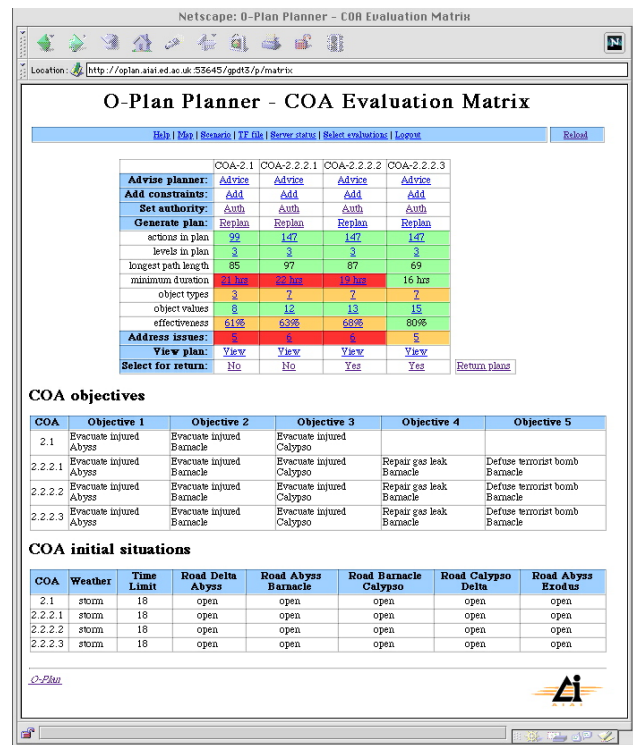 Netscape: O-Plan Planner - COA Evaluation Matrix
N
Location: http://oplan.aiai.ed.ac.uk:53645/gpdt3/p/matrix
O-Plan Planner - COA Evaluation Matrix
Help | Map | Scenario | TF file | Server status | Select evaluations | Logout Reload
COA-2.1 COA-2.2.2.1 COA-2.2.2.2 COA-2.2.2.3
Advise planner: Advice Advice Advice Advice
Add constraints: Add Add Add Add
Set authority: Auth Auth Auth Auth
Generate plan: Replan Replan Replan Replan
actions in plan 99 147 147 147
levels in plan 3 3 3 3
longest path length 85 97 87 69
minimum duration 21 hrs 22 hrs 19 hrs 16 hrs
object types 3 7 7 7
object values 8 12 13 15
effectiveness 61% 63% 68% 80%
Address issues: 5 6 6 5
View plan: View View View View
Select for return: No No Yes Yes Return plans
COA objectives
COA Objective 1 Objective 2 Objective 3 Objective 4 Objective 5
2.1 Evacuate injured Abyss Evacuate injured Barnacle Evacuate injured Calypso
2.2.2.1 Evacuate injured Abyss Evacuate injured Barnacle Evacuate injured Calypso Repair gas leak Barnacle Defuse terrorist bomb Barnacle
2.2.2.2 Evacuate injured Abyss Evacuate injured Barnacle Evacuate injured Calypso Repair gas leak Barnacle Defuse terrorist bomb Barnacle
2.2.2.3 Evacuate injured Abyss Evacuate injured Barnacle Evacuate injured Calypso Repair gas leak Barnacle Defuse terrorist bomb Barnacle
COA initial situations
COA Weather Time Limit Road Delta Abyss Road Abyss Barnacle Road Barnacle Calypso Road Calypso Delta Road Abyss Exodus
2.1 storm 18 open open open open open
2.2.2.1 storm 18 open open open open open
2.2.2.2 storm 18 open open open open open
2.2.2.3 storm 18 open open open open open
O-Plan
Ai
AIAI